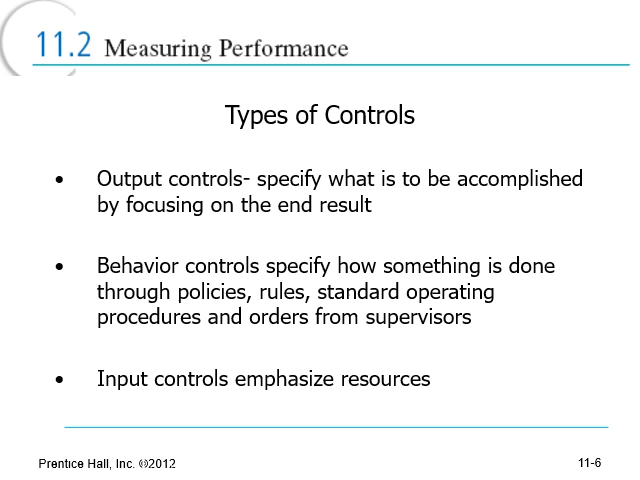 11.2 Measuring Performance
Types of Controls
• Output controls- specify what is to be accomplished
by focusing on the end result
• Behavior controls specify how something is done
through policies, rules, standard operating
procedures and orders from supervisors
• Input controls emphasize resources
Prentice Hall, Inc. ©2012
11-6